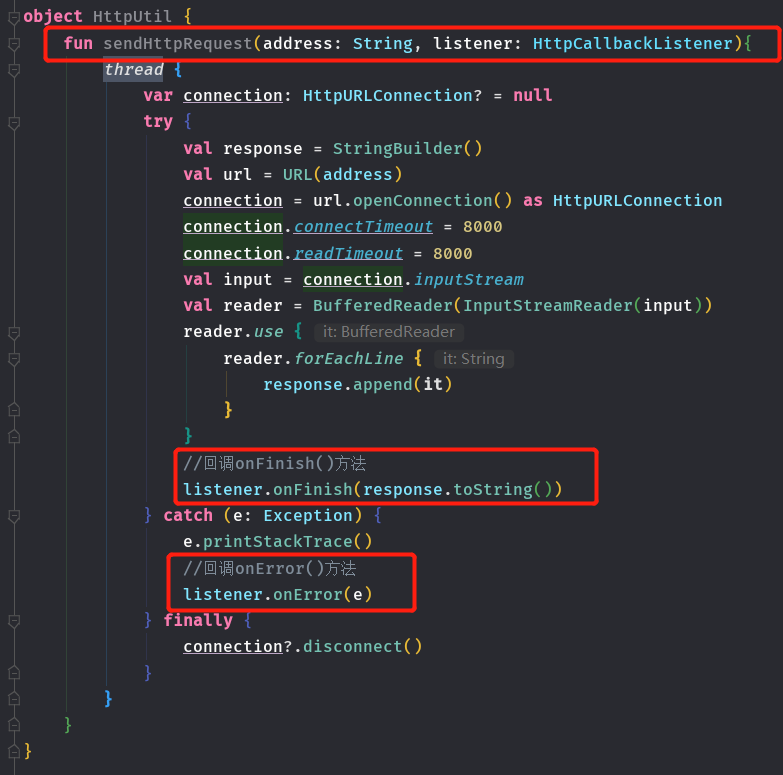 object HttpUtil {
fun sendHttpRequest(address: String, listener: HttpCallbackListener){
thread {
var connection: HttpURLConnection? = null
try {
val response = StringBuilder()
val url = URL(address)
connection = url.openConnection() as HttpURLConnection
connection.connectTimeout = 8000
connection.readTimeout = 8000
val input = connection.inputStream
val reader = BufferedReader(InputStreamReader(input))
reader.use { it: BufferedReader
reader.forEachLine { it: String
response.append(it)
}
}
//回调onFinish()方法
listener.onFinish(response.toString())
} catch (e: Exception) {
e.printStackTrace()
//回调onError()方法
listener.onError(e)
} finally {
connection?.disconnect()
}
}
}
}